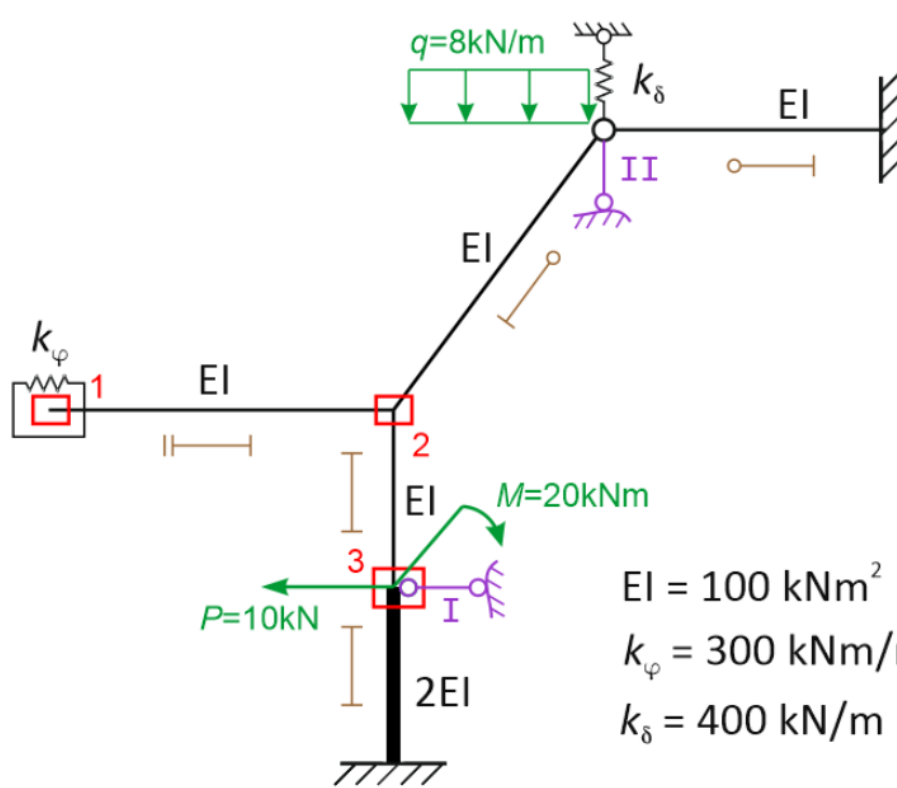 q=8kN/m
kδ
EI
II
EI
kφ
1
EI
2
EI
M=20kNm
3
P=10kN
I
EI = 100 kNm²
kφ = 300 kNm/
2EI
kδ = 400 kN/m